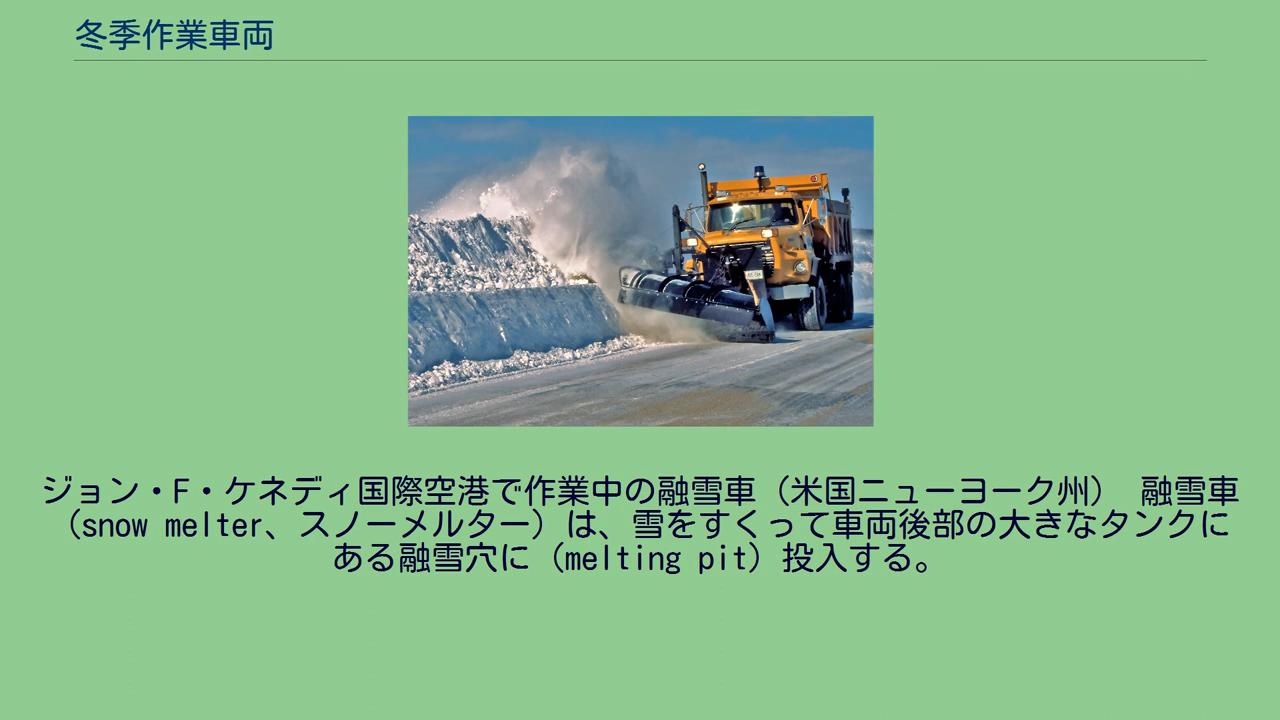 冬季作業車両
ジョン・F・ケネディ国際空港で作業中の融雪車（米国ニューヨーク州） 融雪車
（snow melter、スノーメルター）は、雪をすくって車両後部の大きなタンクに
ある融雪穴に（melting pit）投入する。